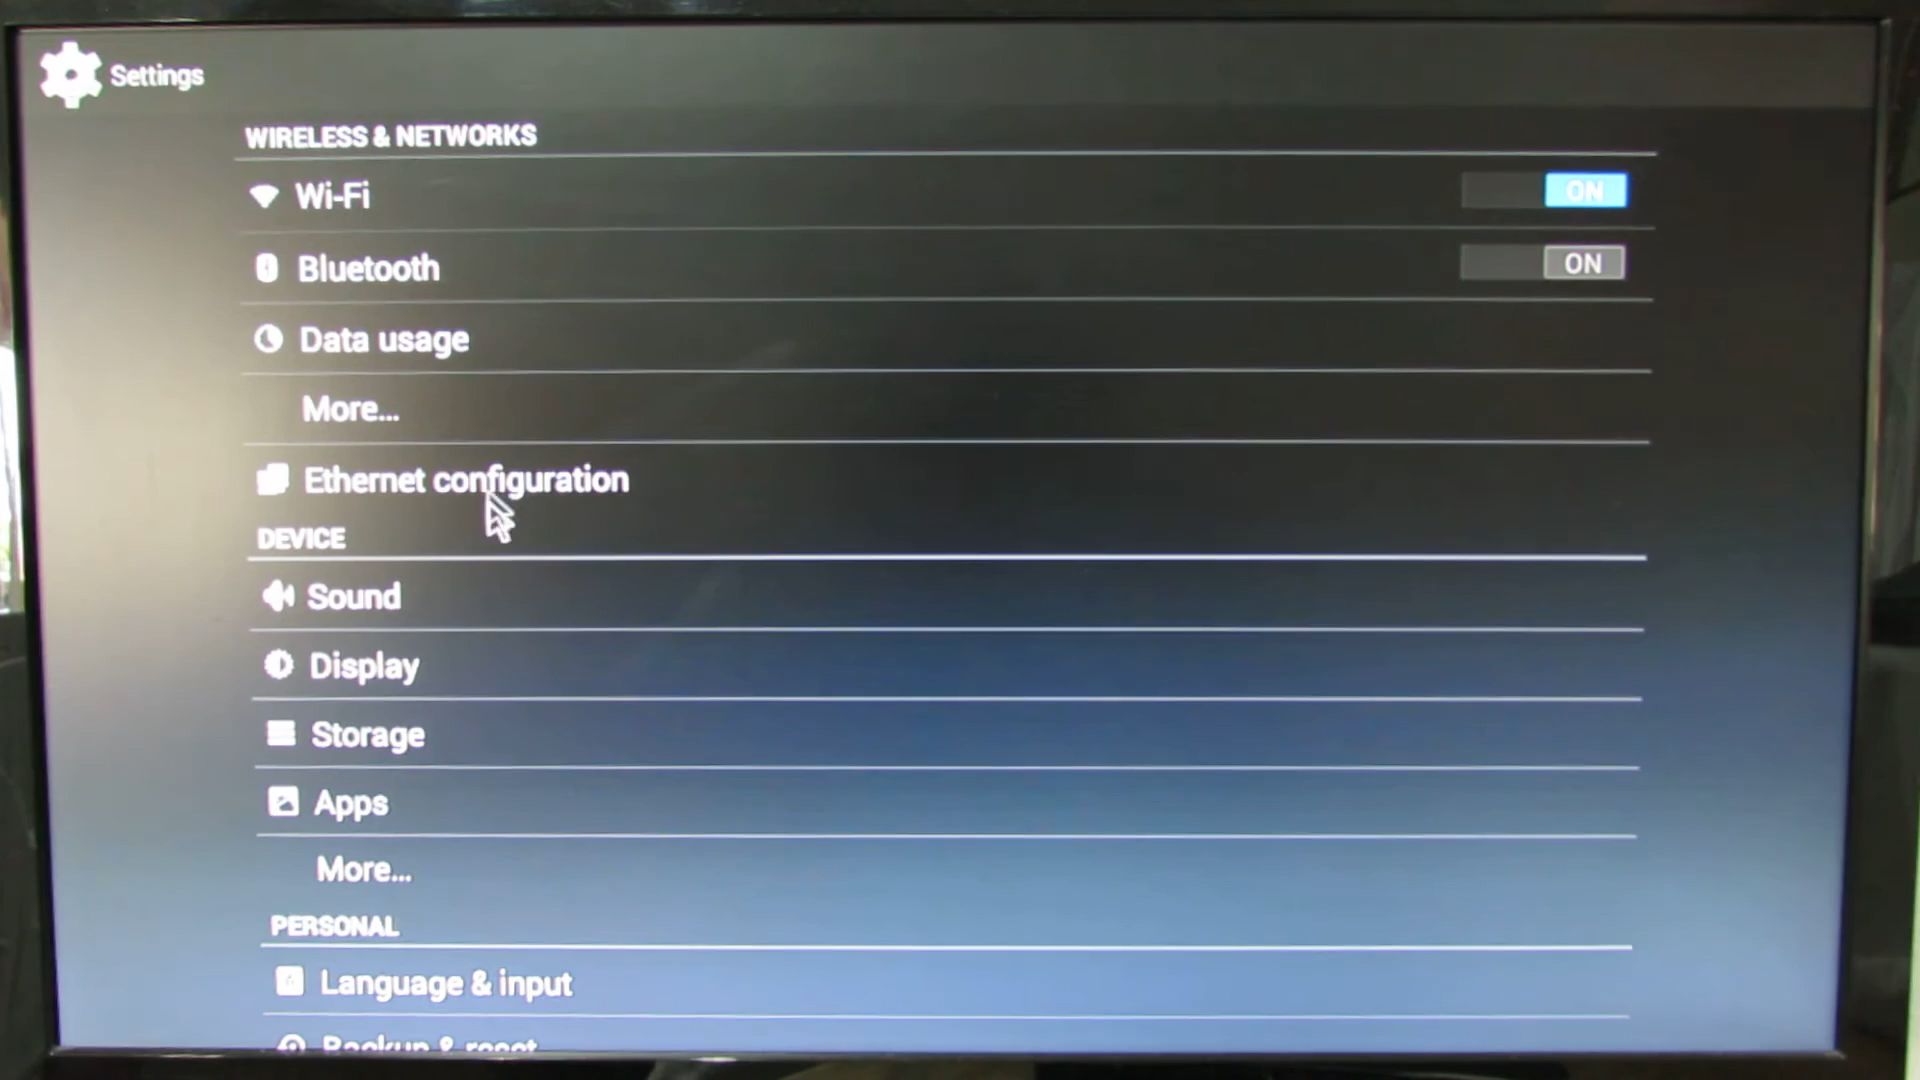 Settings
WIRELESS & NETWORKS
Wi-Fi ON
Bluetooth ON
Data usage
More...
Ethernet configuration
DEVICE
Sound
Display
Storage
Apps
More...
PERSONAL
Language & input
Backup & reset